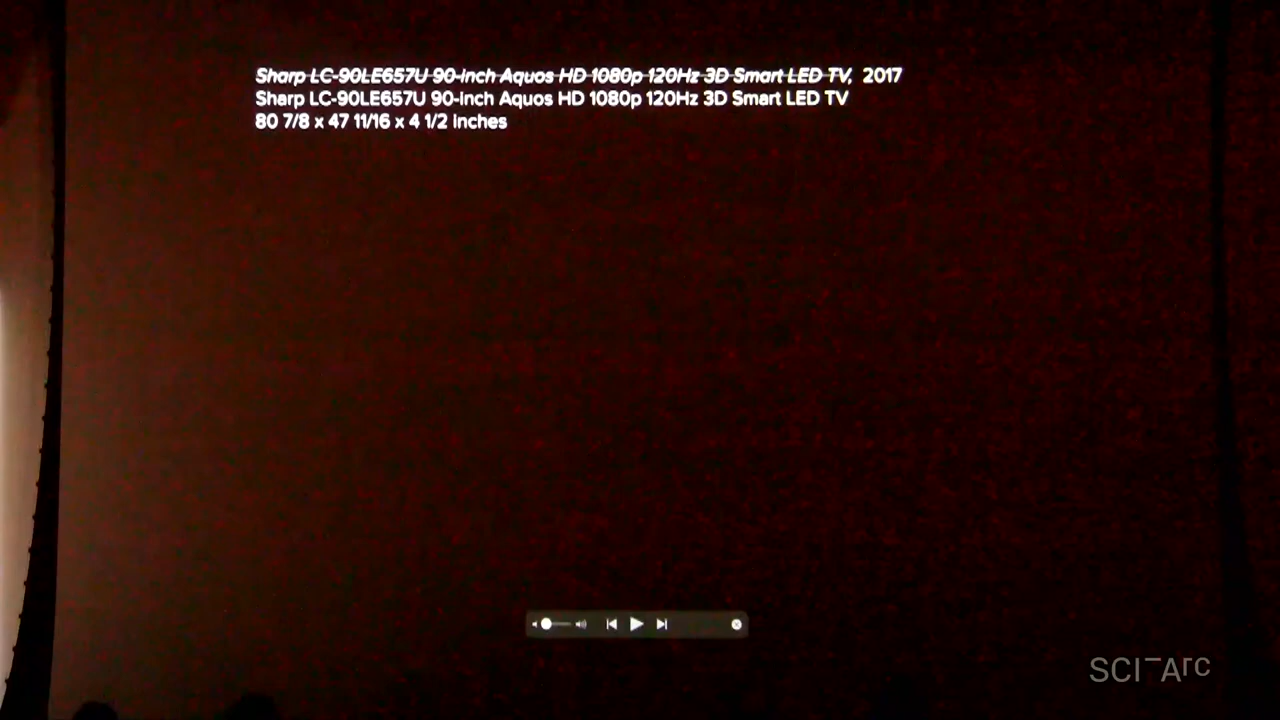 Sharp LC-90LE657U 90-inch Aquos HD 1080p 120Hz 3D Smart LED TV, 2017
Sharp LC-90LE657U 90-inch Aquos HD 1080p 120Hz 3D Smart LED TV
80 7/8 x 47 11/16 x 4 1/2 inches
SCI-Arc